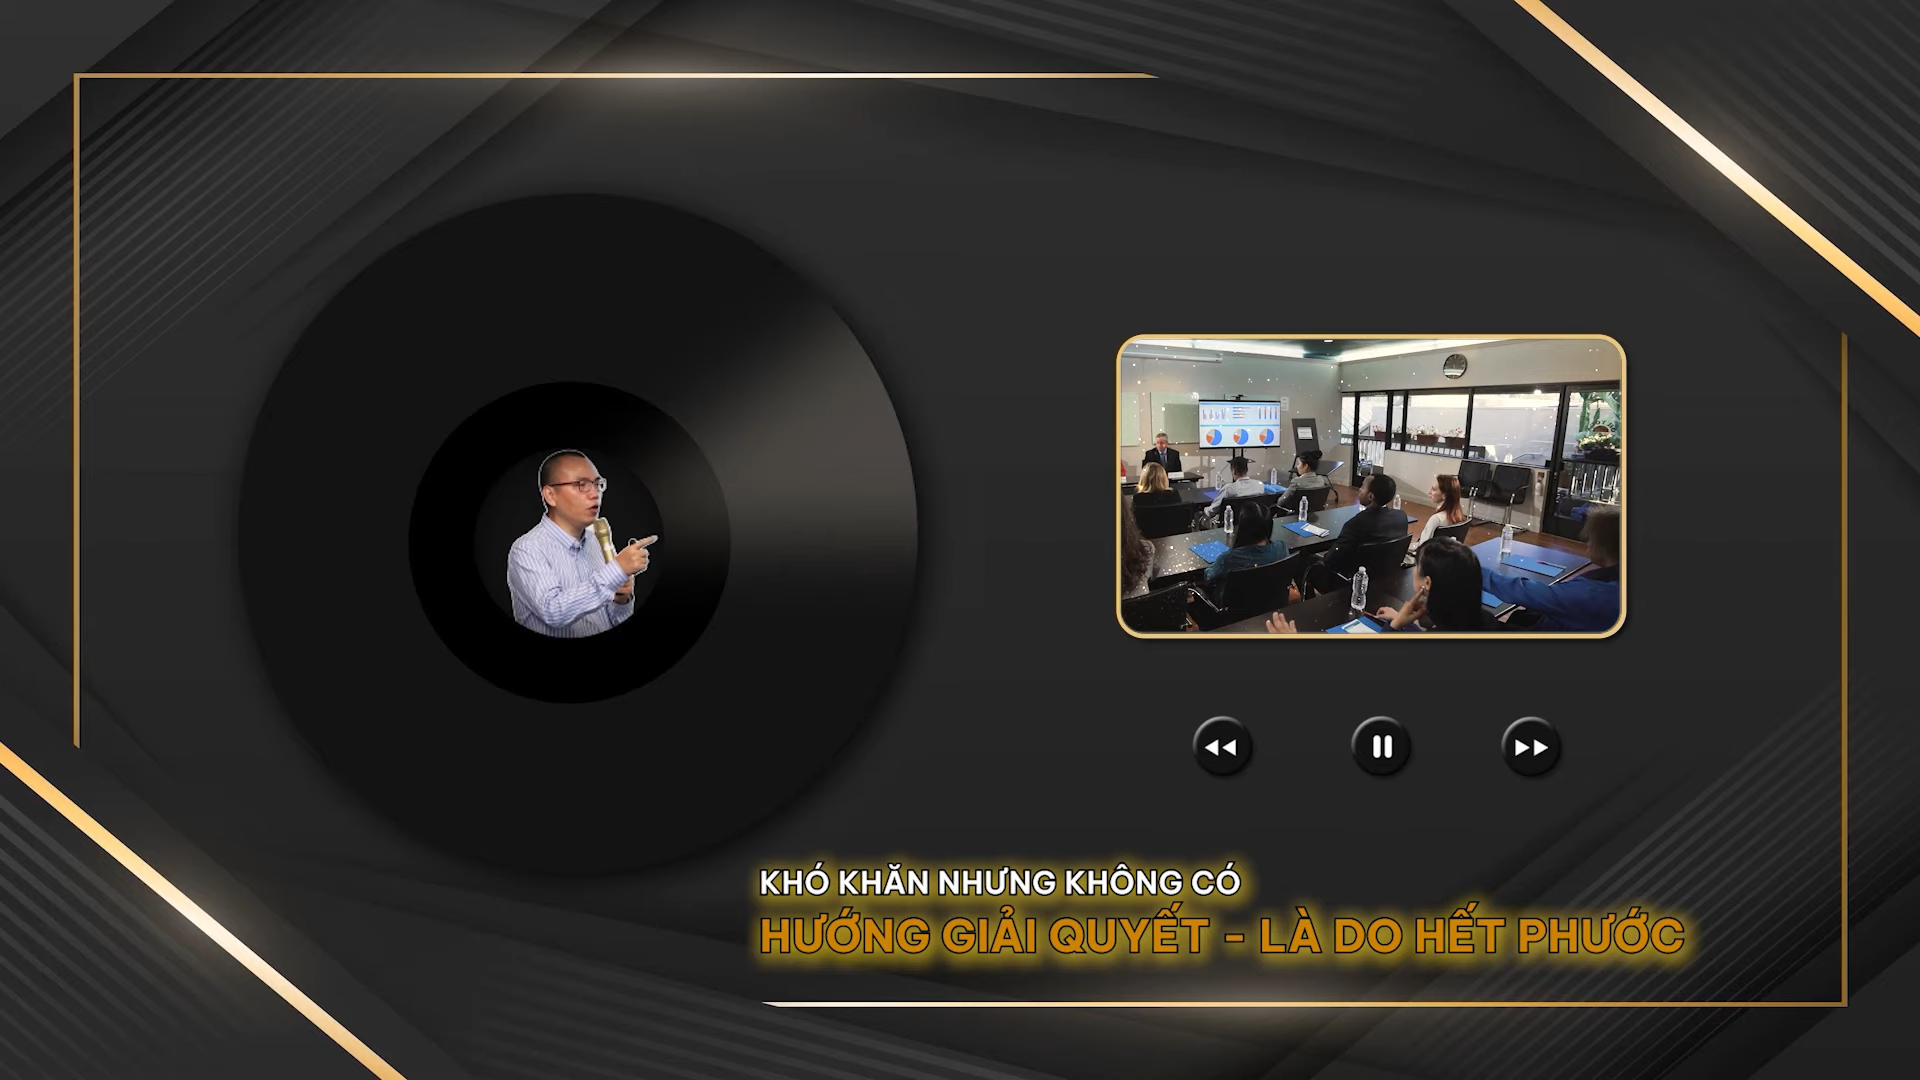 KHÓ KHĂN NHƯNG KHÔNG CÓ
HƯỚNG GIẢI QUYẾT - LÀ DO HẾT PHƯỚC